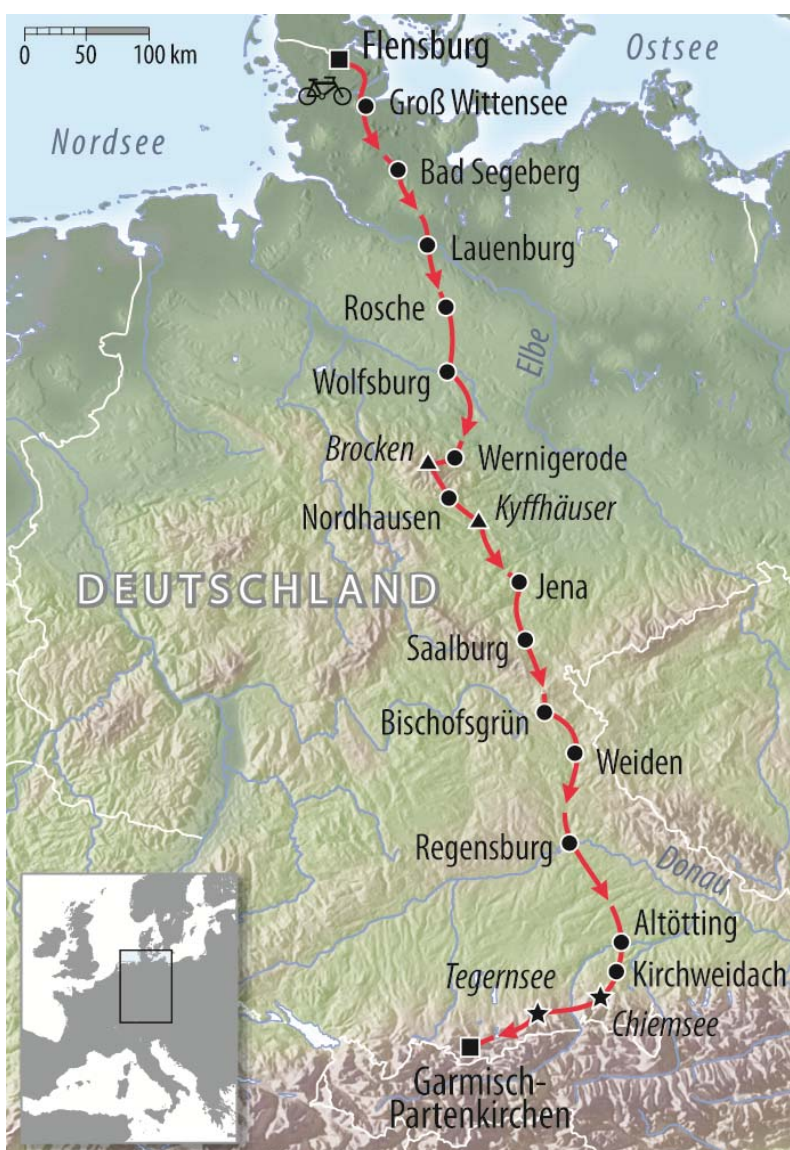 0 50 100 km
Flensburg
Ostsee
Groß Wittensee
Nordsee
Bad Segeberg
Lauenburg
Rosche
Elbe
Wolfsburg
Brocken
Wernigerode
Nordhausen
Kyffhäuser
DEUTSCHLAND
Jena
Saalburg
Bischofsgrün
Weiden
Regensburg
Donau
Altötting
Tegernsee
Kirchweidach
Chiemsee
Garmisch-
Partenkirchen